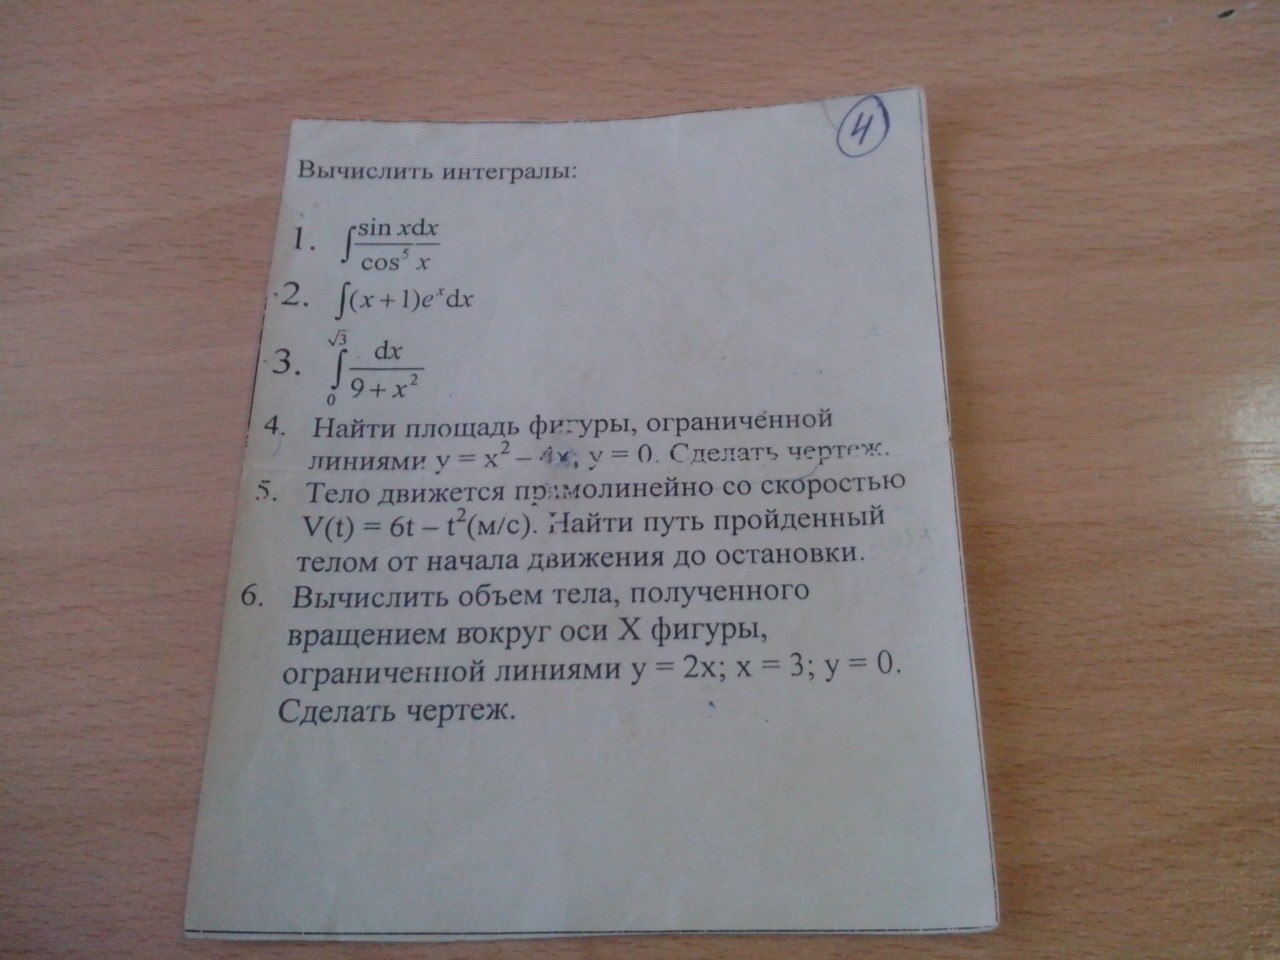 4
Вычислить интегралы:
1. ∫ sin xdx / cos⁵ x
2. ∫(x + 1)eˣdx
3. ∫₀^√3 dx / 9 + x²
4. Найти площадь фигуры, ограниченной
линиями y = x² – 4x, y = 0. Сделать чертеж.
5. Тело движется прямолинейно со скоростью
V(t) = 6t – t²(м/с). Найти путь пройденный
телом от начала движения до остановки.
6. Вычислить объем тела, полученного
вращением вокруг оси X фигуры,
ограниченной линиями y = 2x; x = 3; y = 0.
Сделать чертеж.